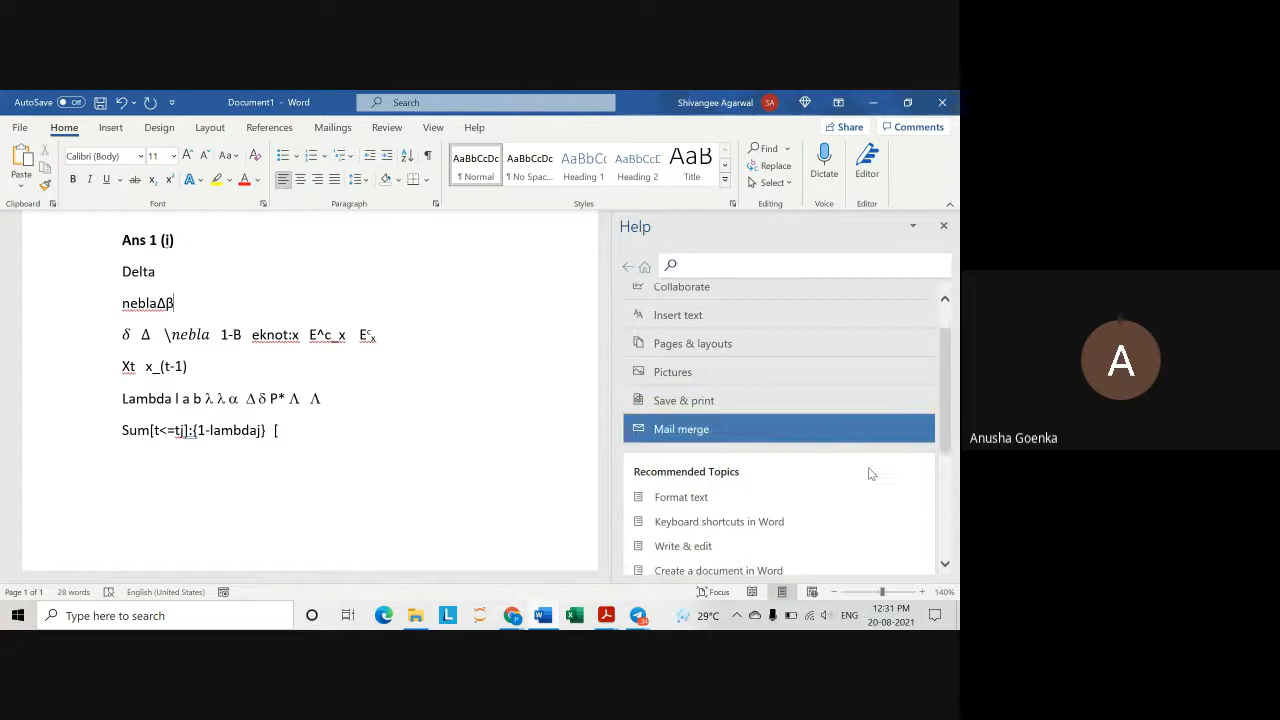 AutoSave Off Document1 - Word Search Shivangee Agarwal SA
File Home Insert Design Layout References Mailings Review View Help Share Comments
Paste Calibri (Body) 11 Aa AaBbCcDc AaBbCcDc AaBbCc AaBbCcD AaB Find
Replace
B I U ab x₂ x² A A A ¶ Normal ¶ No Spac... Heading 1 Heading 2 Title Select Dictate Editor
Clipboard Font Paragraph Styles Editing Voice Editor
Ans 1 (i)
Delta
neblaΔβ
δ Δ \nebla 1-B eknot:x E^c_x Eᶜₓ
Xt x_(t-1)
Lambda l a b λ λ α Δ δ P* Λ Λ
Sum[t<=tj]:{1-lambdaj} [
Help
Collaborate
Insert text
Pages & layouts
Pictures
Save & print
Mail merge
Recommended Topics
Format text
Keyboard shortcuts in Word
Write & edit
Create a document in Word
Page 1 of 1 28 words English (United States) Focus 140%
Type here to search 29°C ENG 12:31 PM
20-08-2021
A
Anusha Goenka